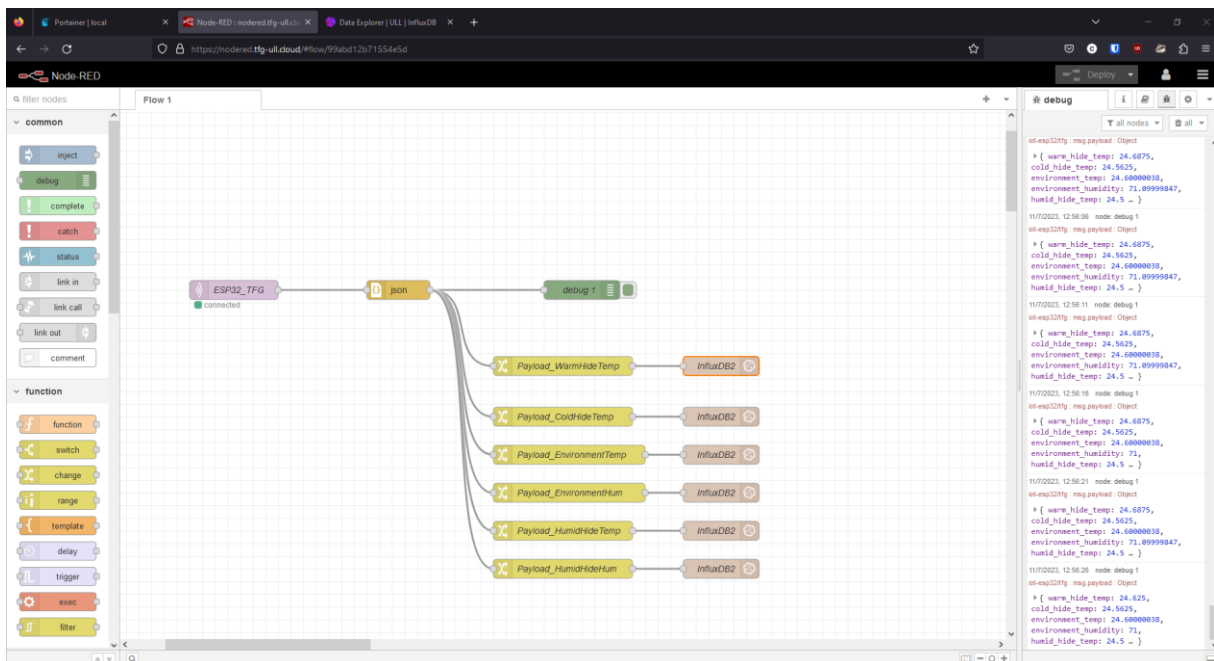 Portainer | local
Node-RED : nodered.tfg-ull.clo
Data Explorer | ULL | InfluxDB
https://nodered.tfg-ull.cloud/#flow/99abd12b71554e5d
Node-RED
Deploy
filter nodes
Flow 1
debug
all nodes
all
common
inject
debug
complete
catch
status
link in
link call
link out
comment
function
function
switch
change
range
template
delay
trigger
exec
filter
ESP32_TFG
connected
json
debug 1
Payload_WarmHideTemp
InfluxDB2
Payload_ColdHideTemp
InfluxDB2
Payload_EnvironmentTemp
InfluxDB2
Payload_EnvironmentHum
InfluxDB2
Payload_HumidHideTemp
InfluxDB2
Payload_HumidHideHum
InfluxDB2
iot-esp32/tfg : msg.payload : Object
{ warm_hide_temp: 24.6875,
cold_hide_temp: 24.5625,
environment_temp: 24.60000038,
environment_humidity: 71.09999847,
humid_hide_temp: 24.5 … }
11/7/2023, 12:56:06 node: debug 1
iot-esp32/tfg : msg.payload : Object
{ warm_hide_temp: 24.6875,
cold_hide_temp: 24.5625,
environment_temp: 24.60000038,
environment_humidity: 71.09999847,
humid_hide_temp: 24.5 … }
11/7/2023, 12:56:11 node: debug 1
iot-esp32/tfg : msg.payload : Object
{ warm_hide_temp: 24.6875,
cold_hide_temp: 24.5625,
environment_temp: 24.60000038,
environment_humidity: 71.09999847,
humid_hide_temp: 24.5 … }
11/7/2023, 12:56:16 node: debug 1
iot-esp32/tfg : msg.payload : Object
{ warm_hide_temp: 24.6875,
cold_hide_temp: 24.5625,
environment_temp: 24.60000038,
environment_humidity: 71,
humid_hide_temp: 24.5 … }
11/7/2023, 12:56:21 node: debug 1
iot-esp32/tfg : msg.payload : Object
{ warm_hide_temp: 24.6875,
cold_hide_temp: 24.5625,
environment_temp: 24.60000038,
environment_humidity: 71.09999847,
humid_hide_temp: 24.5 … }
11/7/2023, 12:56:26 node: debug 1
iot-esp32/tfg : msg.payload : Object
{ warm_hide_temp: 24.625,
cold_hide_temp: 24.5625,
environment_temp: 24.60000038,
environment_humidity: 71,
humid_hide_temp: 24.5 … }